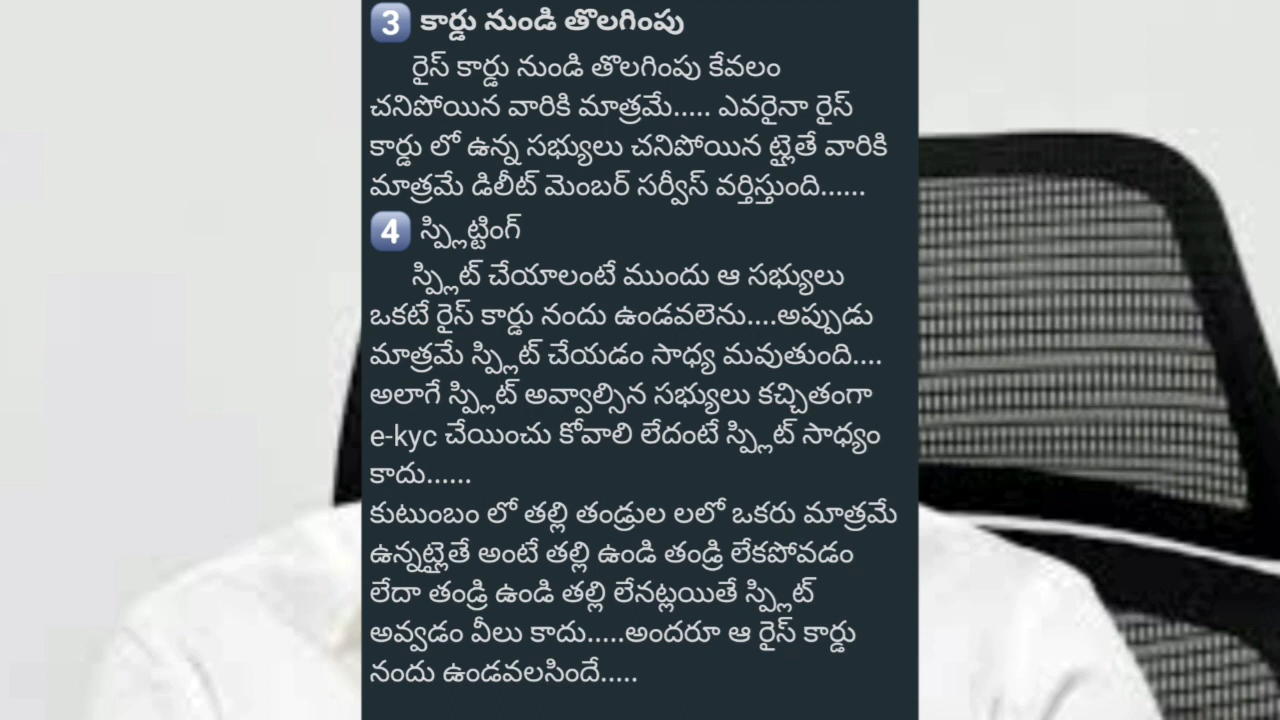 3 కార్డు నుండి తొలగింపు
రైస్ కార్డు నుండి తొలగింపు కేవలం
చనిపోయిన వారికి మాత్రమే..... ఎవరైనా రైస్
కార్డు లో ఉన్న సభ్యులు చనిపోయిన ట్లైతే వారికి
మాత్రమే డిలీట్ మెంబర్ సర్వీస్ వర్తిస్తుంది......
4 స్ప్లిట్టింగ్
స్ప్లిట్ చేయాలంటే ముందు ఆ సభ్యులు
ఒకటే రైస్ కార్డు నందు ఉండవలెను....అప్పుడు
మాత్రమే స్ప్లిట్ చేయడం సాధ్య మవుతుంది....
అలాగే స్ప్లిట్ అవ్వాల్సిన సభ్యులు కచ్చితంగా
e-kyc చేయించు కోవాలి లేదంటే స్ప్లిట్ సాధ్యం
కాదు......
కుటుంబం లో తల్లి తండ్రుల లలో ఒకరు మాత్రమే
ఉన్నట్లైతే అంటే తల్లి ఉండి తండ్రి లేకపోవడం
లేదా తండ్రి ఉండి తల్లి లేనట్లయితే స్ప్లిట్
అవ్వడం వీలు కాదు.....అందరూ ఆ రైస్ కార్డు
నందు ఉండవలసిందే.....